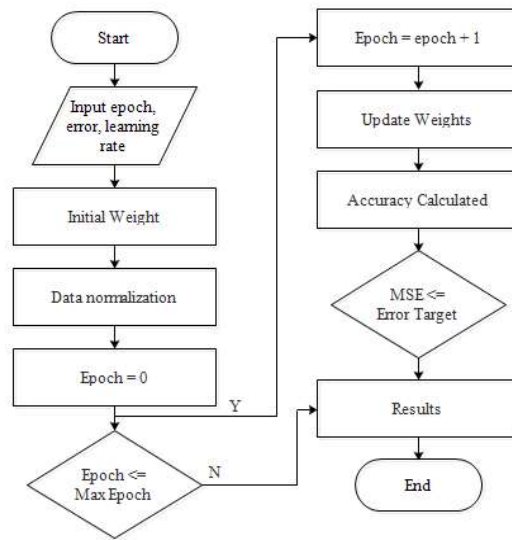 Start
Input epoch,
error, learning
rate
Initial Weight
Data normalization
Epoch = 0
Y
Epoch <=
Max Epoch
N
Epoch = epoch + 1
Update Weights
Accuracy Calculated
MSE <=
Error Target
Results
End